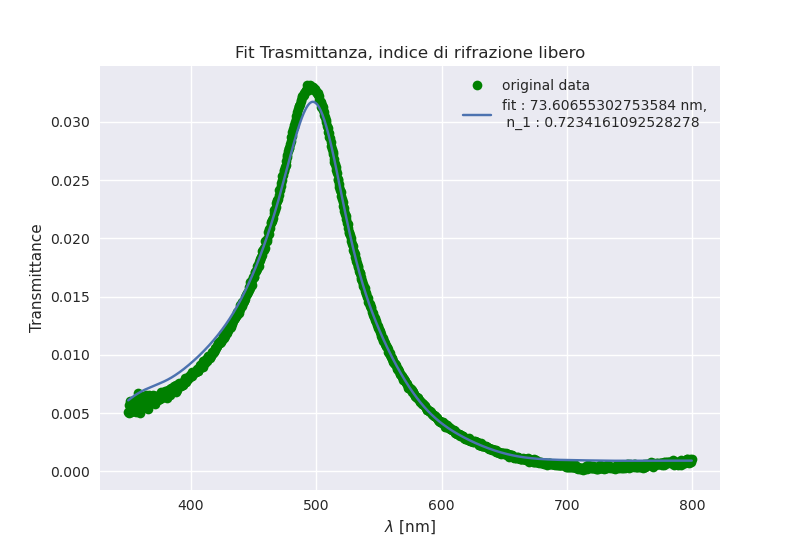 Fit Trasmittanza, indice di rifrazione libero
original data
fit : 73.60655302753584 nm,
n_1 : 0.7234161092528278
Transmittance
0.030
0.025
0.020
0.015
0.010
0.005
0.000
400
500
600
700
800
λ [nm]